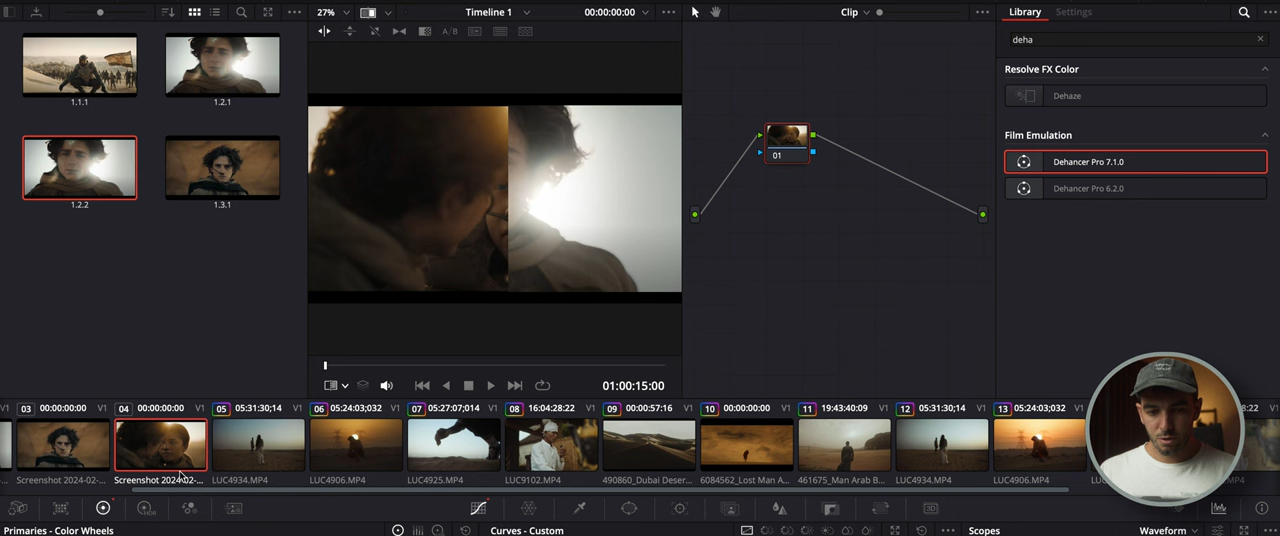 27%
Timeline 1
00:00:00:00
Clip
Library
Settings
deha
Resolve FX Color
Dehaze
Film Emulation
Dehancer Pro 7.1.0
Dehancer Pro 6.2.0
1.1.1
1.2.1
1.2.2
1.3.1
A/B
01
01:00:15:00
V1
03 00:00:00:00 V1
04 00:00:00:00 V1
05 05:31:30;14 V1
06 05:24:03;032 V1
07 05:27:07;014 V1
08 16:04:28:22 V1
09 00:00:57:16 V1
10 00:00:00:00 V1
11 19:43:40:09 V1
12 05:31:30;14 V1
13 05:24:03;032 V1
V1
Screenshot 2024-02-...
Screenshot 2024-02-...
LUC4934.MP4
LUC4906.MP4
LUC4925.MP4
LUC9102.MP4
490860_Dubai Deser...
6084562_Lost Man A...
461675_Man Arab B...
LUC4934.MP4
LUC4906.MP4
HDR
3D
Primaries - Color Wheels
Curves - Custom
Scopes
Waveform